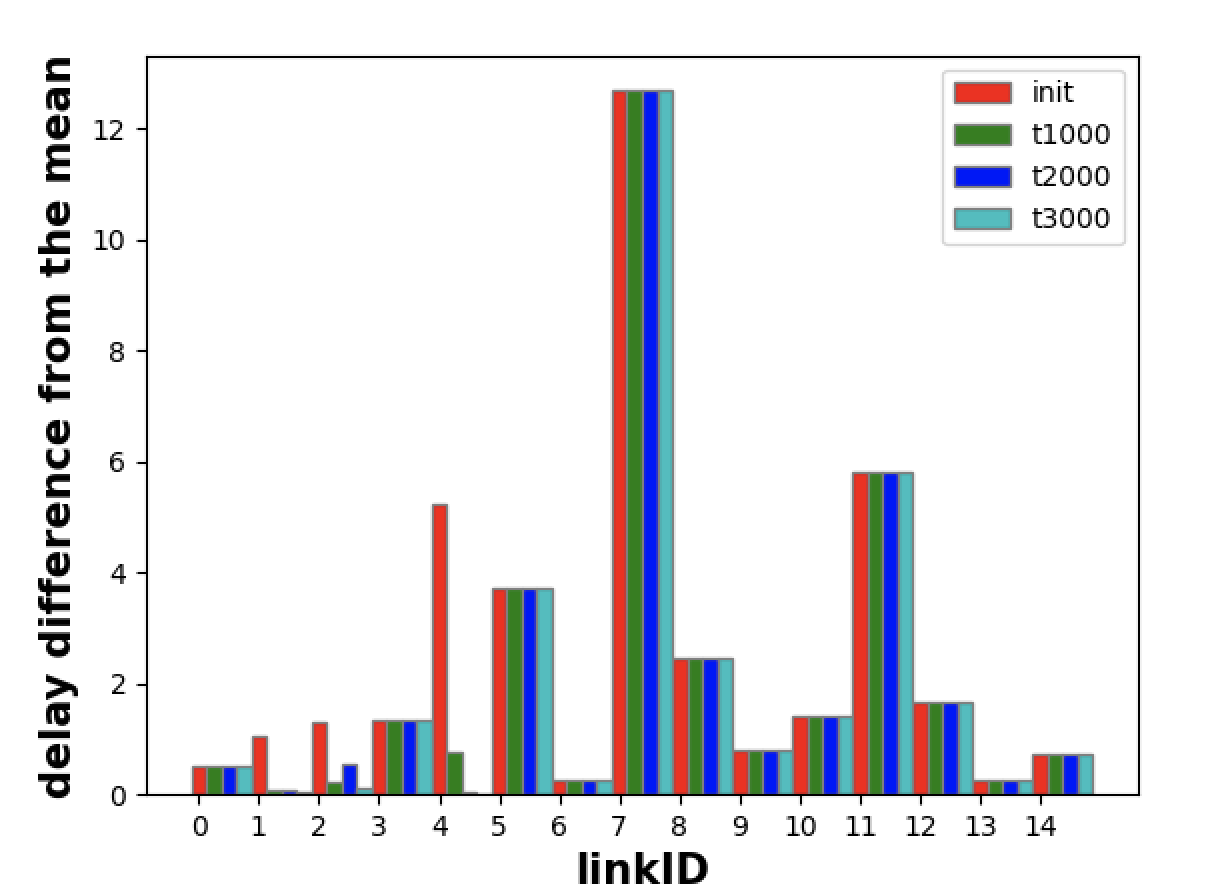 delay difference from the mean
12
10
8
6
4
2
0
init
t1000
t2000
t3000
0 1 2 3 4 5 6 7 8 9 10 11 12 13 14
linkID